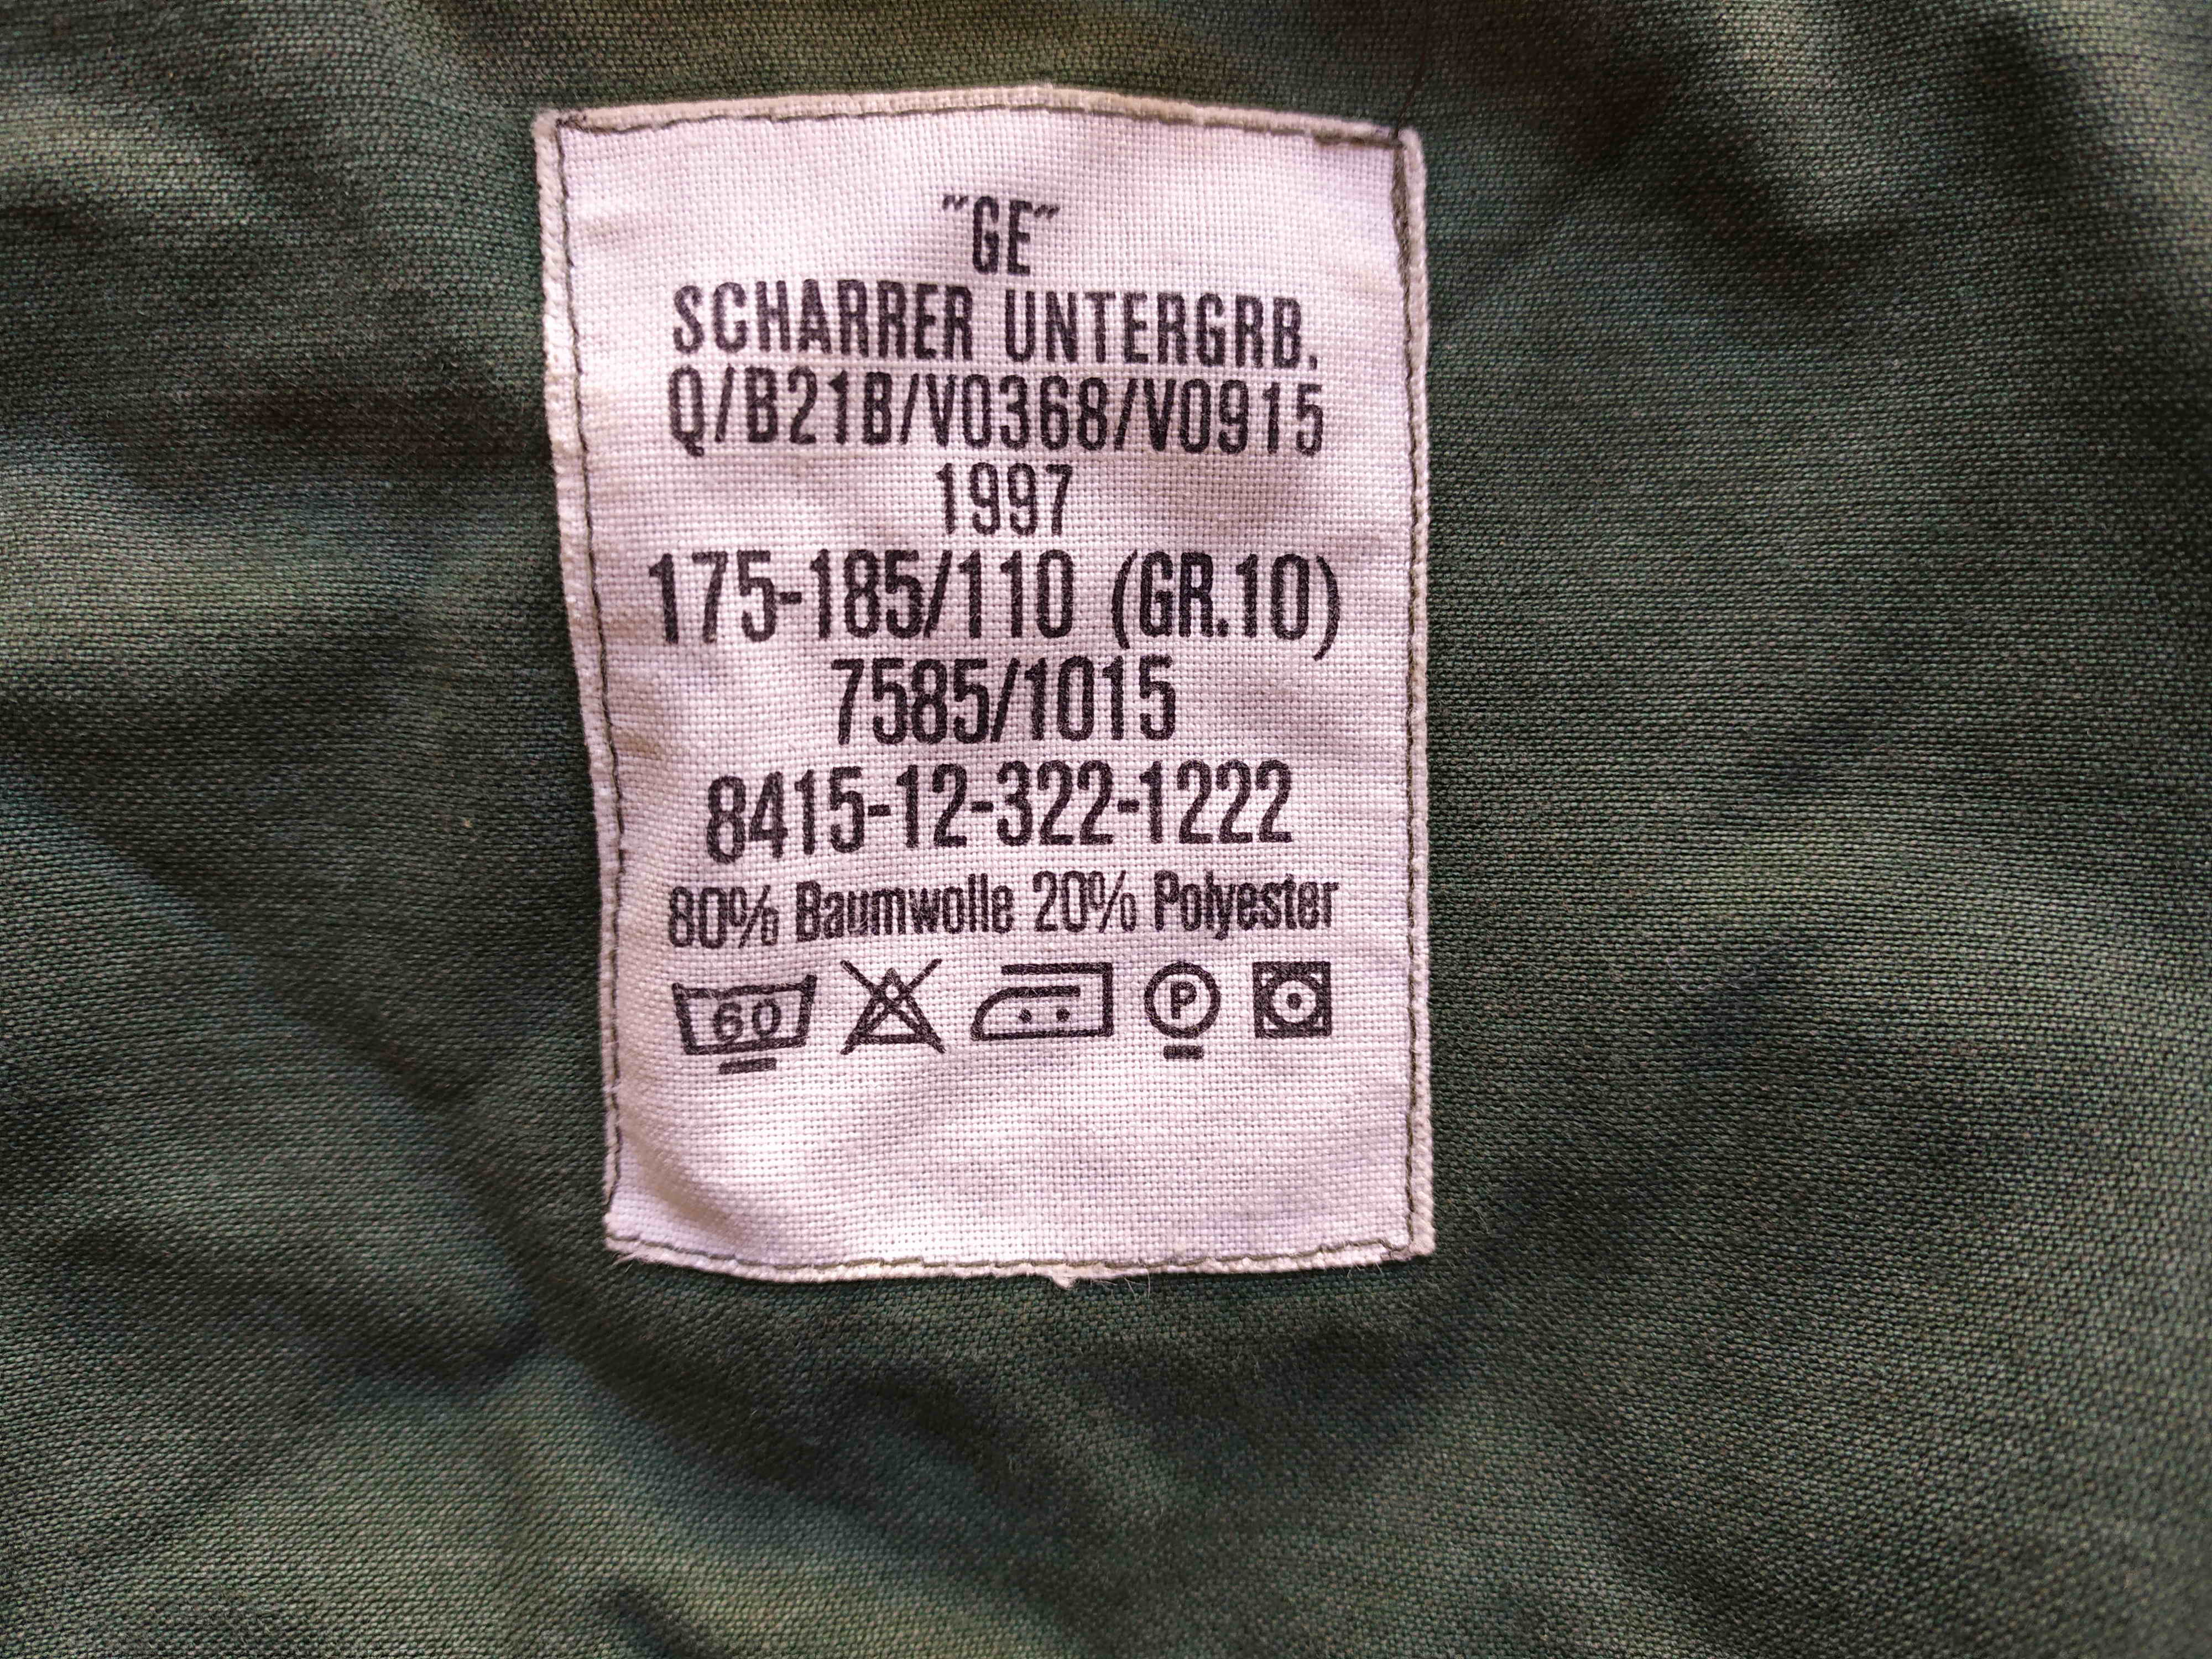 "GE"
SCHARRER UNTERGRB.
Q/B21B/V0368/V0915
1997
175-185/110 (GR.10)
7585/1015
8415-12-322-1222
80% Baumwolle 20% Polyester
60 P